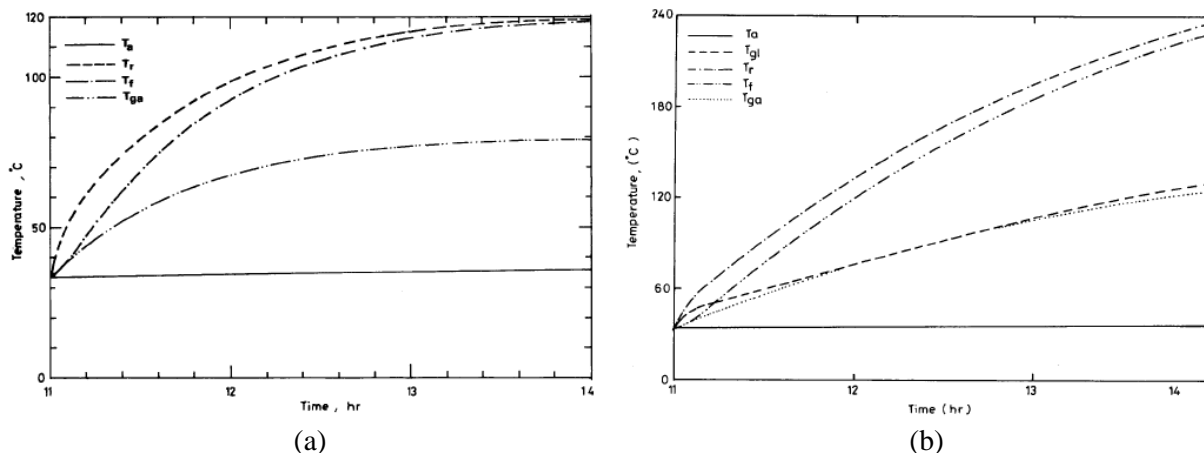 120
100
50
0
Temperature , °C
Ta
Tr
Tf
Tga
11
12
13
14
Time , hr
(a)
240
180
120
60
0
Temperature, (°C)
Ta
Tgl
Tr
Tf
Tga
11
12
13
14
Time (hr)
(b)